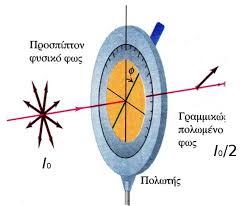 Προσπίπτον
φυσικό φως
φ
Γραμμικώς
πολωμένο
φως
I₀
I₀/2
Πολωτής